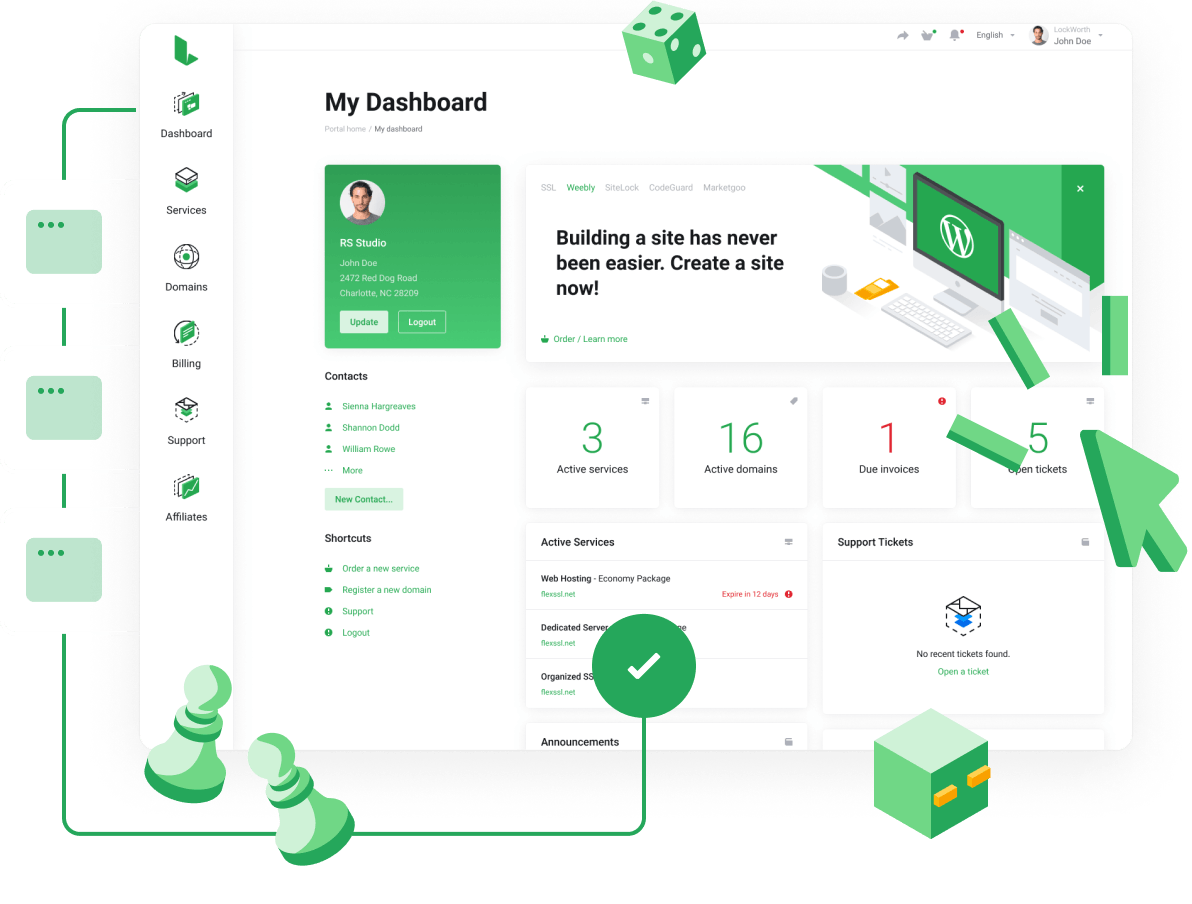 LockWorth
English
John Doe
Dashboard
Services
Domains
Billing
Support
Affiliates
My Dashboard
Portal home / My dashboard
RS Studio
John Doe
2472 Red Dog Road
Charlotte, NC 28209
Update
Logout
SSL Weebly SiteLock CodeGuard Marketgoo
Building a site has never
been easier. Create a site
now!
Order / Learn more
Contacts
Sienna Hargreaves
Shannon Dodd
William Rowe
More
New Contact...
Shortcuts
Order a new service
Register a new domain
Support
Logout
3
Active services
16
Active domains
1
Due invoices
5
Open tickets
Active Services
Web Hosting - Economy Package
flexssl.net
Expire in 12 days
Dedicated Server
flexssl.net
Organized
flexssl.net
Support Tickets
No recent tickets found.
Open a ticket
Announcements